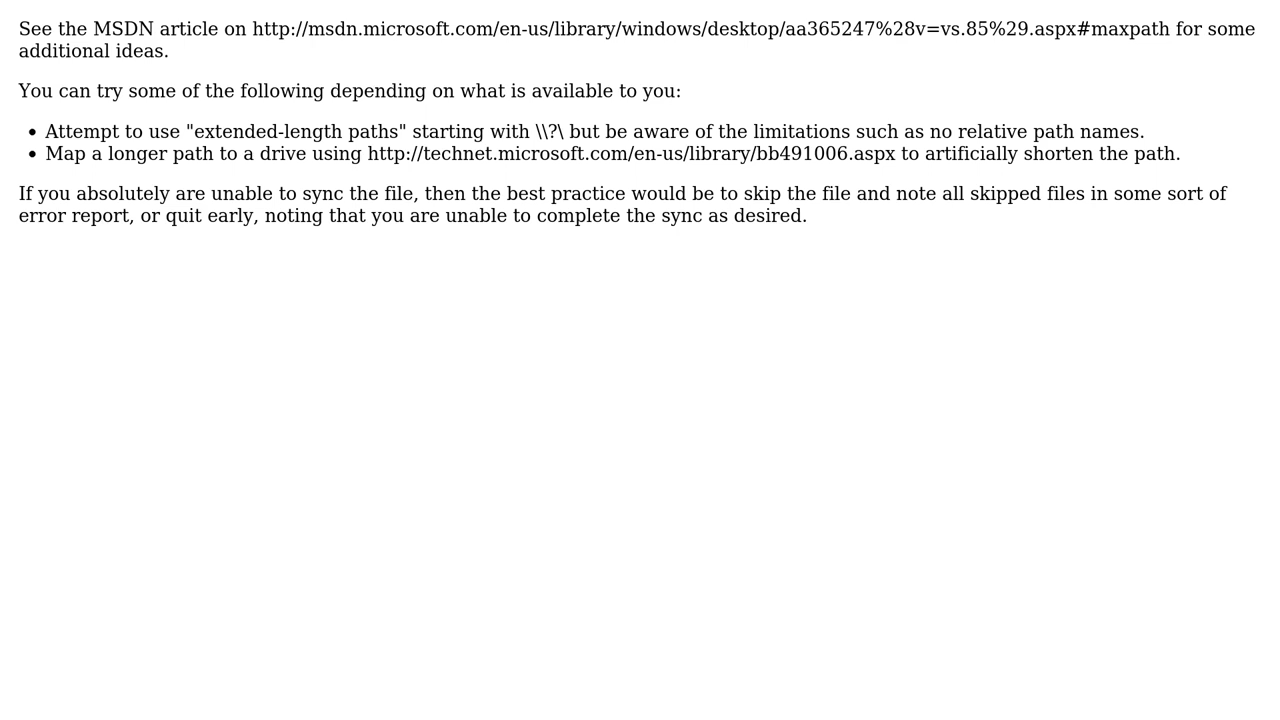 See the MSDN article on http://msdn.microsoft.com/en-us/library/windows/desktop/aa365247%28v=vs.85%29.aspx#maxpath for some
additional ideas.
You can try some of the following depending on what is available to you:
• Attempt to use "extended-length paths" starting with \\?\ but be aware of the limitations such as no relative path names.
• Map a longer path to a drive using http://technet.microsoft.com/en-us/library/bb491006.aspx to artificially shorten the path.
If you absolutely are unable to sync the file, then the best practice would be to skip the file and note all skipped files in some sort of
error report, or quit early, noting that you are unable to complete the sync as desired.